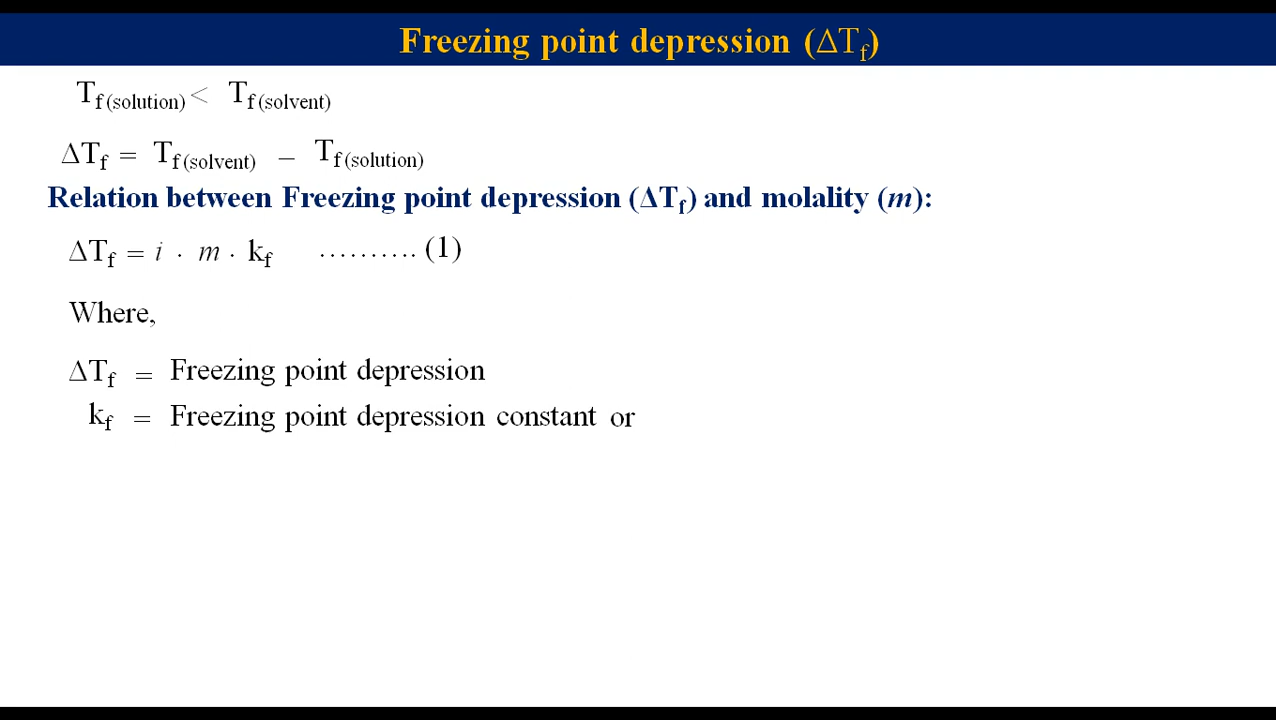 Freezing point depression (ΔTf)
Tf (solution) < Tf (solvent)
ΔTf = Tf (solvent) – Tf (solution)
Relation between Freezing point depression (ΔTf) and molality (m):
ΔTf = i · m · kf .......... (1)
Where,
ΔTf = Freezing point depression
kf = Freezing point depression constant or